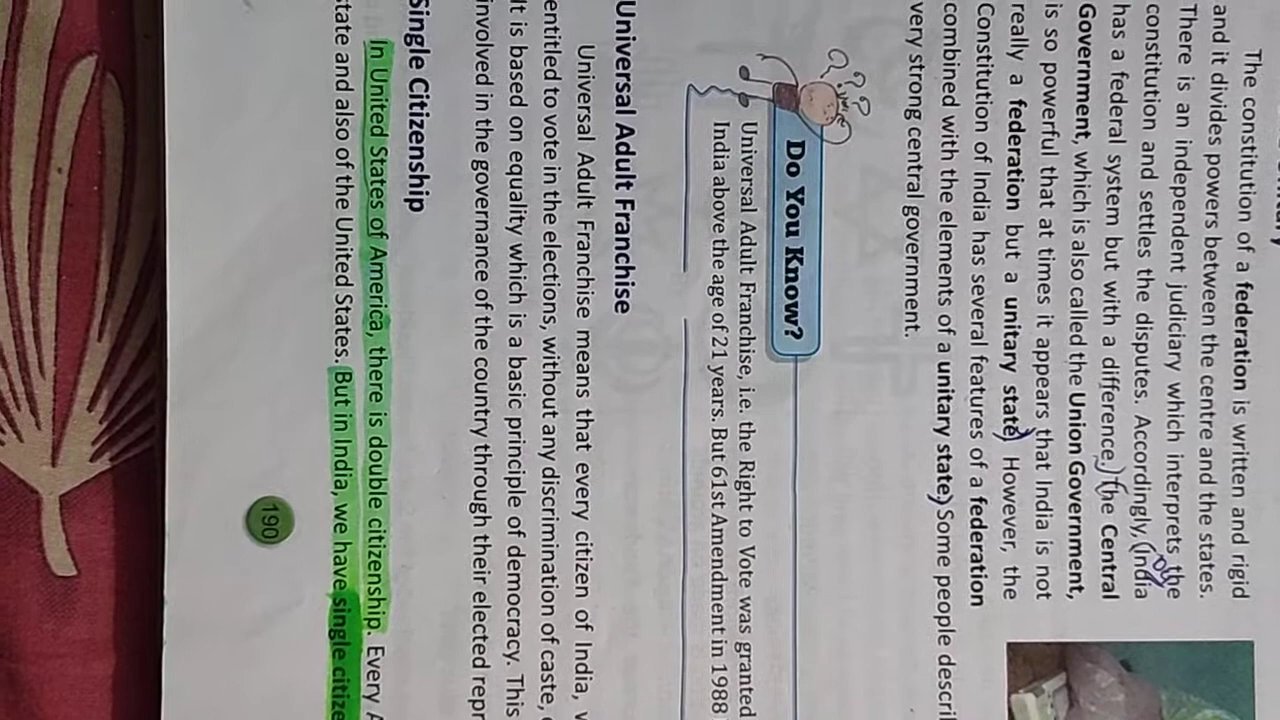 The constitution of a federation is written and rigid
and it divides powers between the centre and the states.
There is an independent judiciary which interprets the
constitution and settles the disputes. Accordingly, (India
has a federal system but with a difference.) (The Central
Government, which is also called the Union Government,
is so powerful that at times it appears that India is not
really a federation but a unitary state) However, the
Constitution of India has several features of a federation
combined with the elements of a unitary state) Some people
very strong central government.
Do You Know?
Universal Adult Franchise, i.e. the Right to Vote was granted
India above the age of 21 years. But 61st Amendment in 1988
Universal Adult Franchise
Universal Adult Franchise means that every citizen of India,
entitled to vote in the elections, without any discrimination of caste,
It is based on equality which is a basic principle of democracy. This
involved in the governance of the country through their elected
Single Citizenship
In United States of America, there is double citizenship. Every
state and also of the United States. But in India, we have single
190